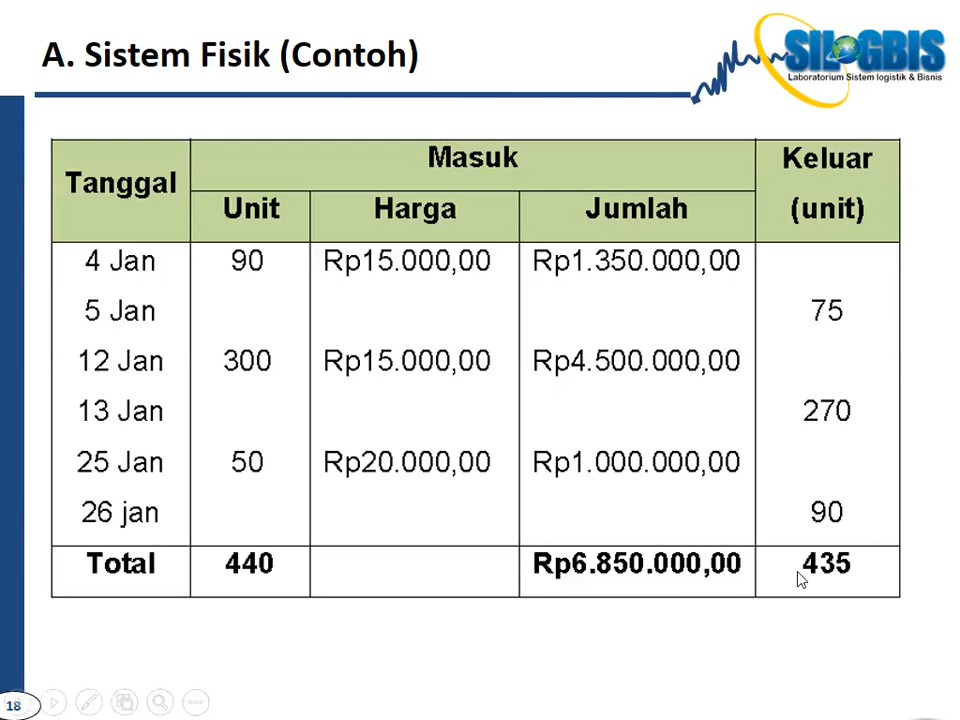 A. Sistem Fisik (Contoh)
SILOGBIS
Laboratorium Sistem logistik & Bisnis
Tanggal Masuk Keluar (unit)
Unit Harga Jumlah
4 Jan 90 Rp15.000,00 Rp1.350.000,00
5 Jan 75
12 Jan 300 Rp15.000,00 Rp4.500.000,00
13 Jan 270
25 Jan 50 Rp20.000,00 Rp1.000.000,00
26 jan 90
Total 440 Rp6.850.000,00 435
18